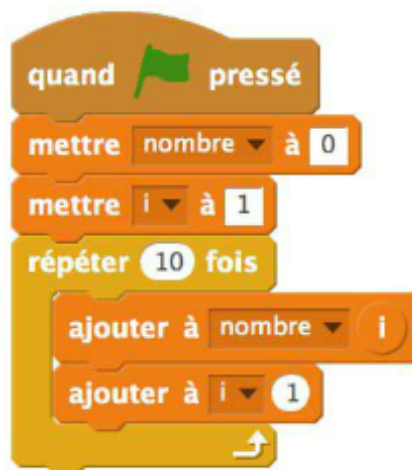 quand pressé
mettre nombre à 0
mettre i à 1
répéter 10 fois
ajouter à nombre i
ajouter à i 1